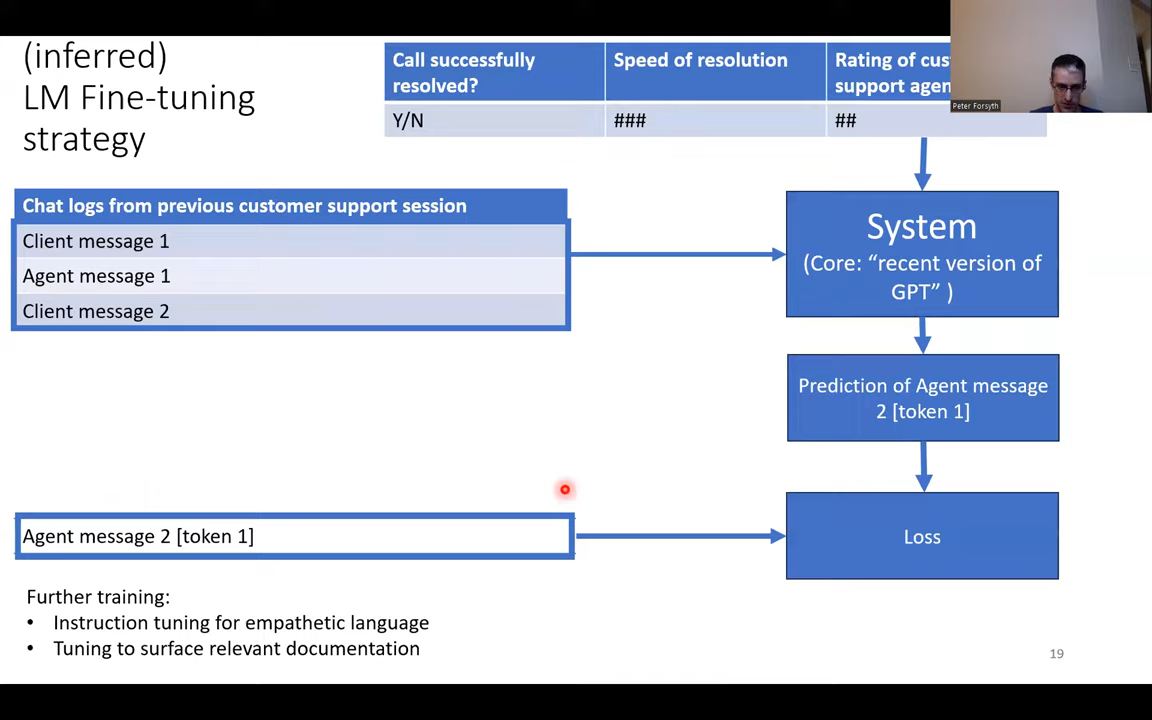 (inferred)
LM Fine-tuning
strategy
Call successfully
resolved?
Speed of resolution
Rating of
support
Y/N
###
##
Peter Forsyth
Chat logs from previous customer support session
Client message 1
Agent message 1
Client message 2
System
(Core: “recent version of
GPT” )
Prediction of Agent message
2 [token 1]
Agent message 2 [token 1]
Loss
Further training:
• Instruction tuning for empathetic language
• Tuning to surface relevant documentation
19